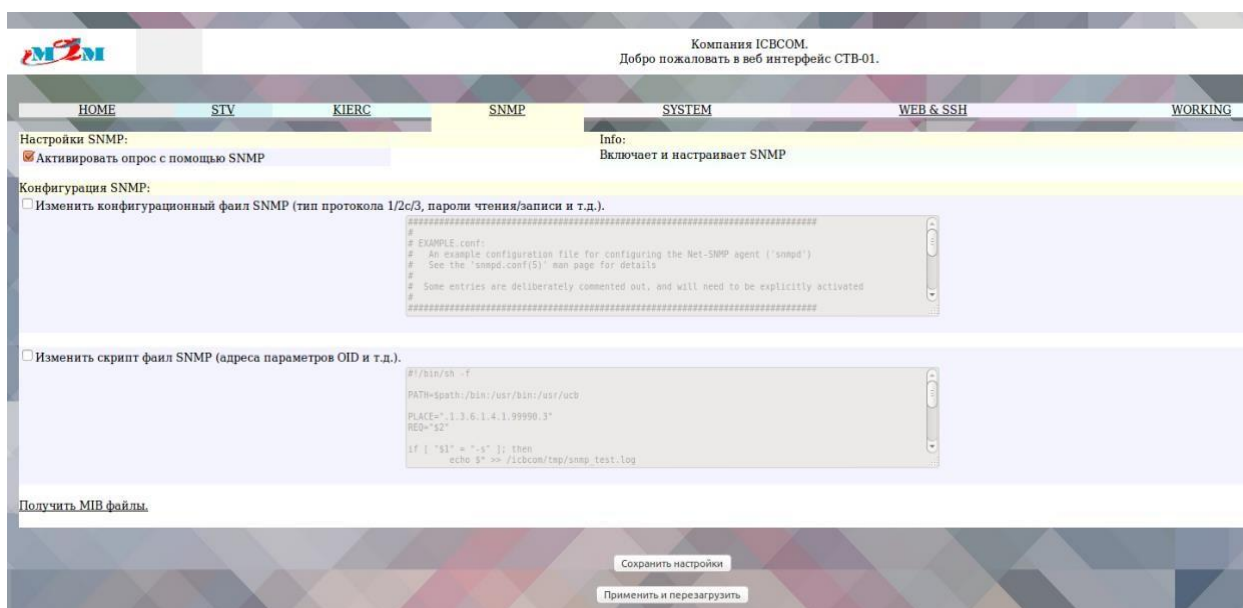 M2M
Компания ICBCOM.
Добро пожаловать в веб интерфейс СТВ-01.
HOME STV KIERC SNMP SYSTEM WEB & SSH WORKING
Настройки SNMP: Info:
Активировать опрос с помощью SNMP Включает и настраивает SNMP
Конфигурация SNMP:
Изменить конфигурационный фаил SNMP (тип протокола 1/2c/3, пароли чтения/записи и т.д.).
###############################################################################
#
# EXAMPLE.conf:
# An example configuration file for configuring the Net-SNMP agent ('snmpd')
# See the 'snmpd.conf(5)' man page for details
#
# Some entries are deliberately commented out, and will need to be explicitly activated
#
###############################################################################
Изменить скрипт фаил SNMP (адреса параметров OID и т.д.).
#!/bin/sh -f
PATH=$path:/bin:/usr/bin:/usr/ucb
PLACE=".1.3.6.1.4.1.99990.3"
REQ="$2"
if [ "$1" = "-s" ]; then
echo $* >> /icbcom/tmp/snmp_test.log
Получить MIB файлы.
Сохранить настройки
Применить и перезагрузить